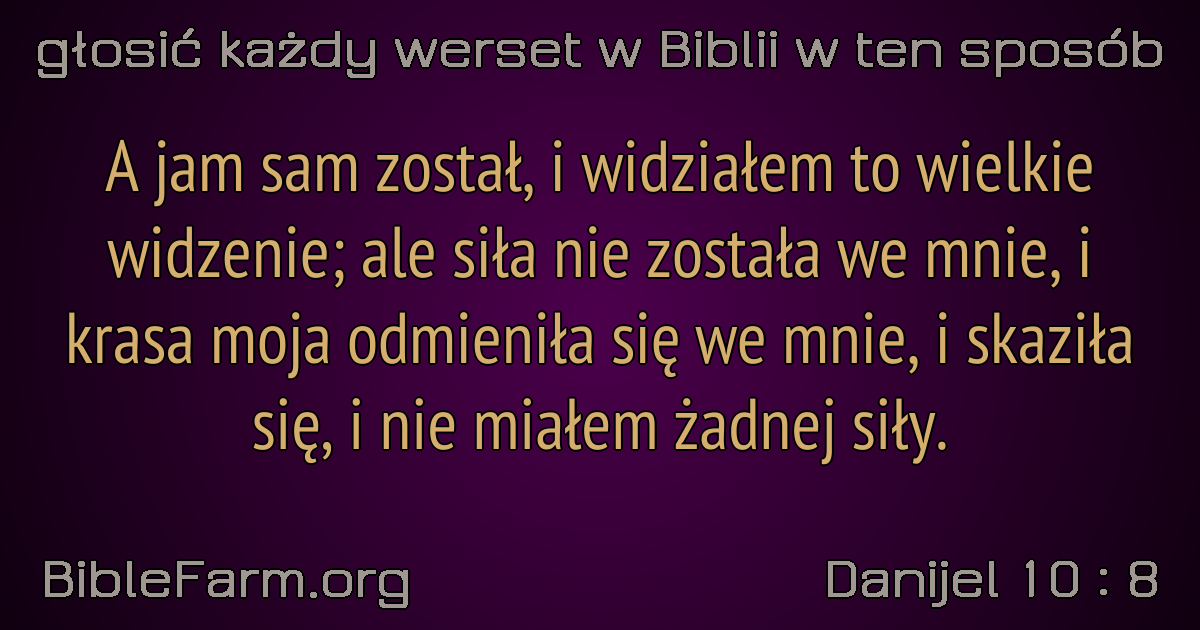 głosić każdy werset w Biblii w ten sposób
A jam sam został, i widziałem to wielkie
widzenie; ale siła nie została we mnie, i
krasa moja odmieniła się we mnie, i skaziła
się, i nie miałem żadnej siły.
BibleFarm.org
Danijel 10 : 8